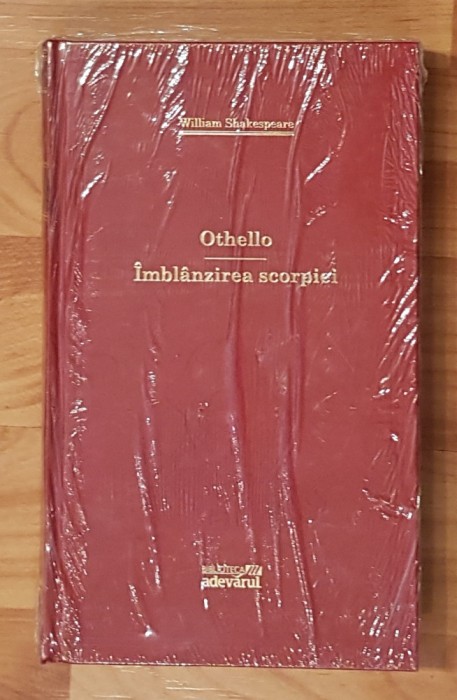 William Shakespeare
Othello
Îmblânzirea scorpiei
BIBLIOTECA
adevărul